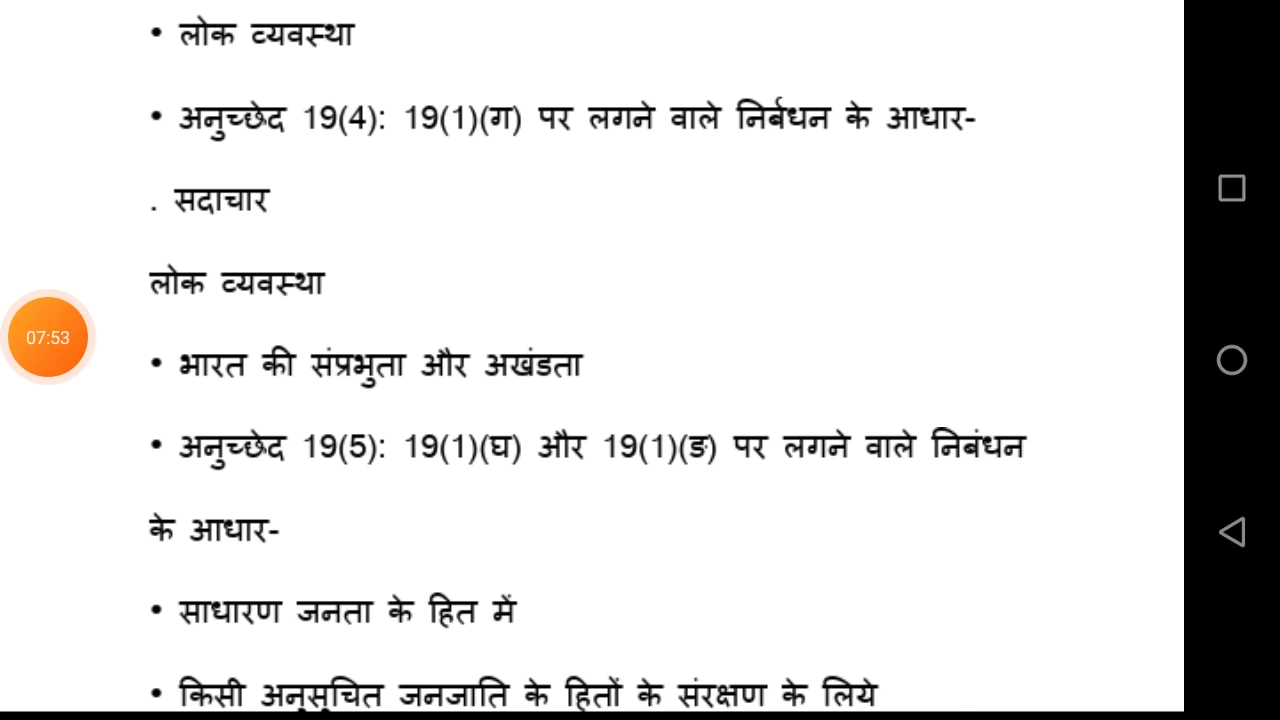 • लोक व्यवस्था
• अनुच्छेद 19(4): 19(1)(ग) पर लगने वाले निर्बधन के आधार-
. सदाचार
लोक व्यवस्था
07:53
• भारत की संप्रभुता और अखंडता
• अनुच्छेद 19(5): 19(1)(घ) और 19(1)(ङ) पर लगने वाले निबंधन
के आधार-
• साधारण जनता के हित में
• किसी अनुसूचित जनजाति के हितों के संरक्षण के लिये